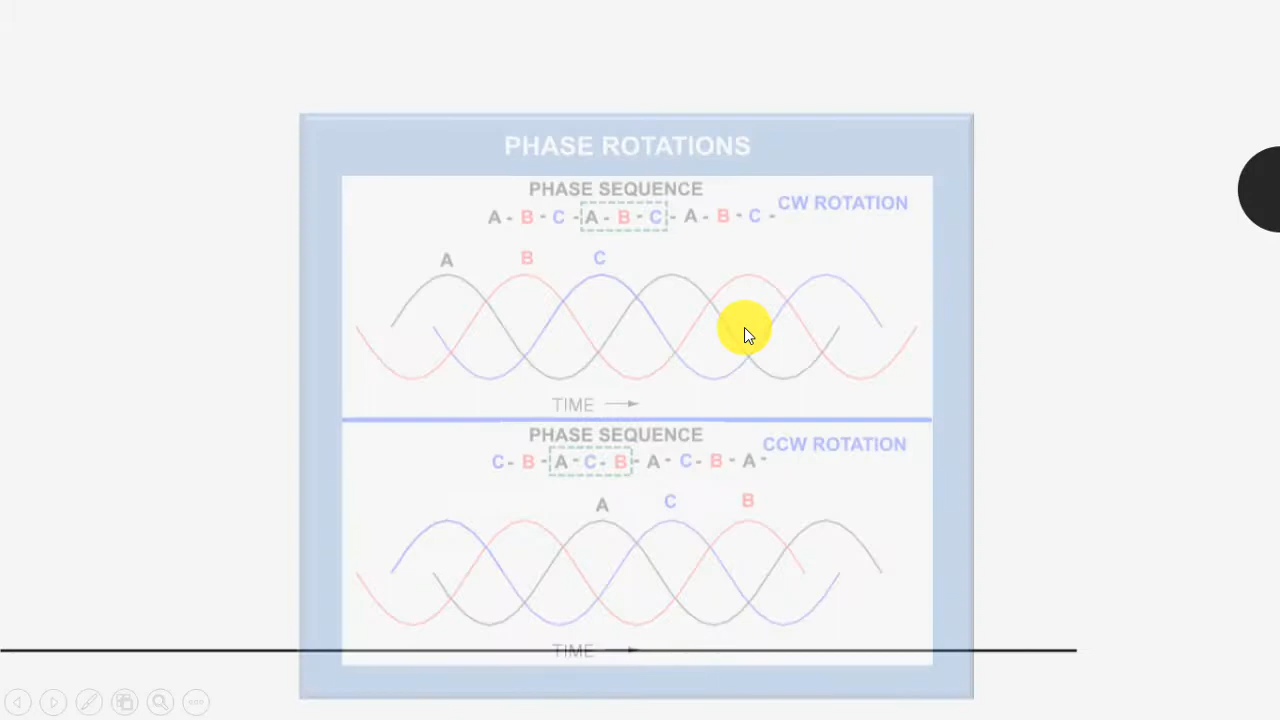 PHASE ROTATIONS
PHASE SEQUENCE
CW ROTATION
A - B - C - A - B - C - A - B - C -
A B C
TIME
PHASE SEQUENCE
CCW ROTATION
C - B - A - C - B - A - C - B - A -
A C B
TIME